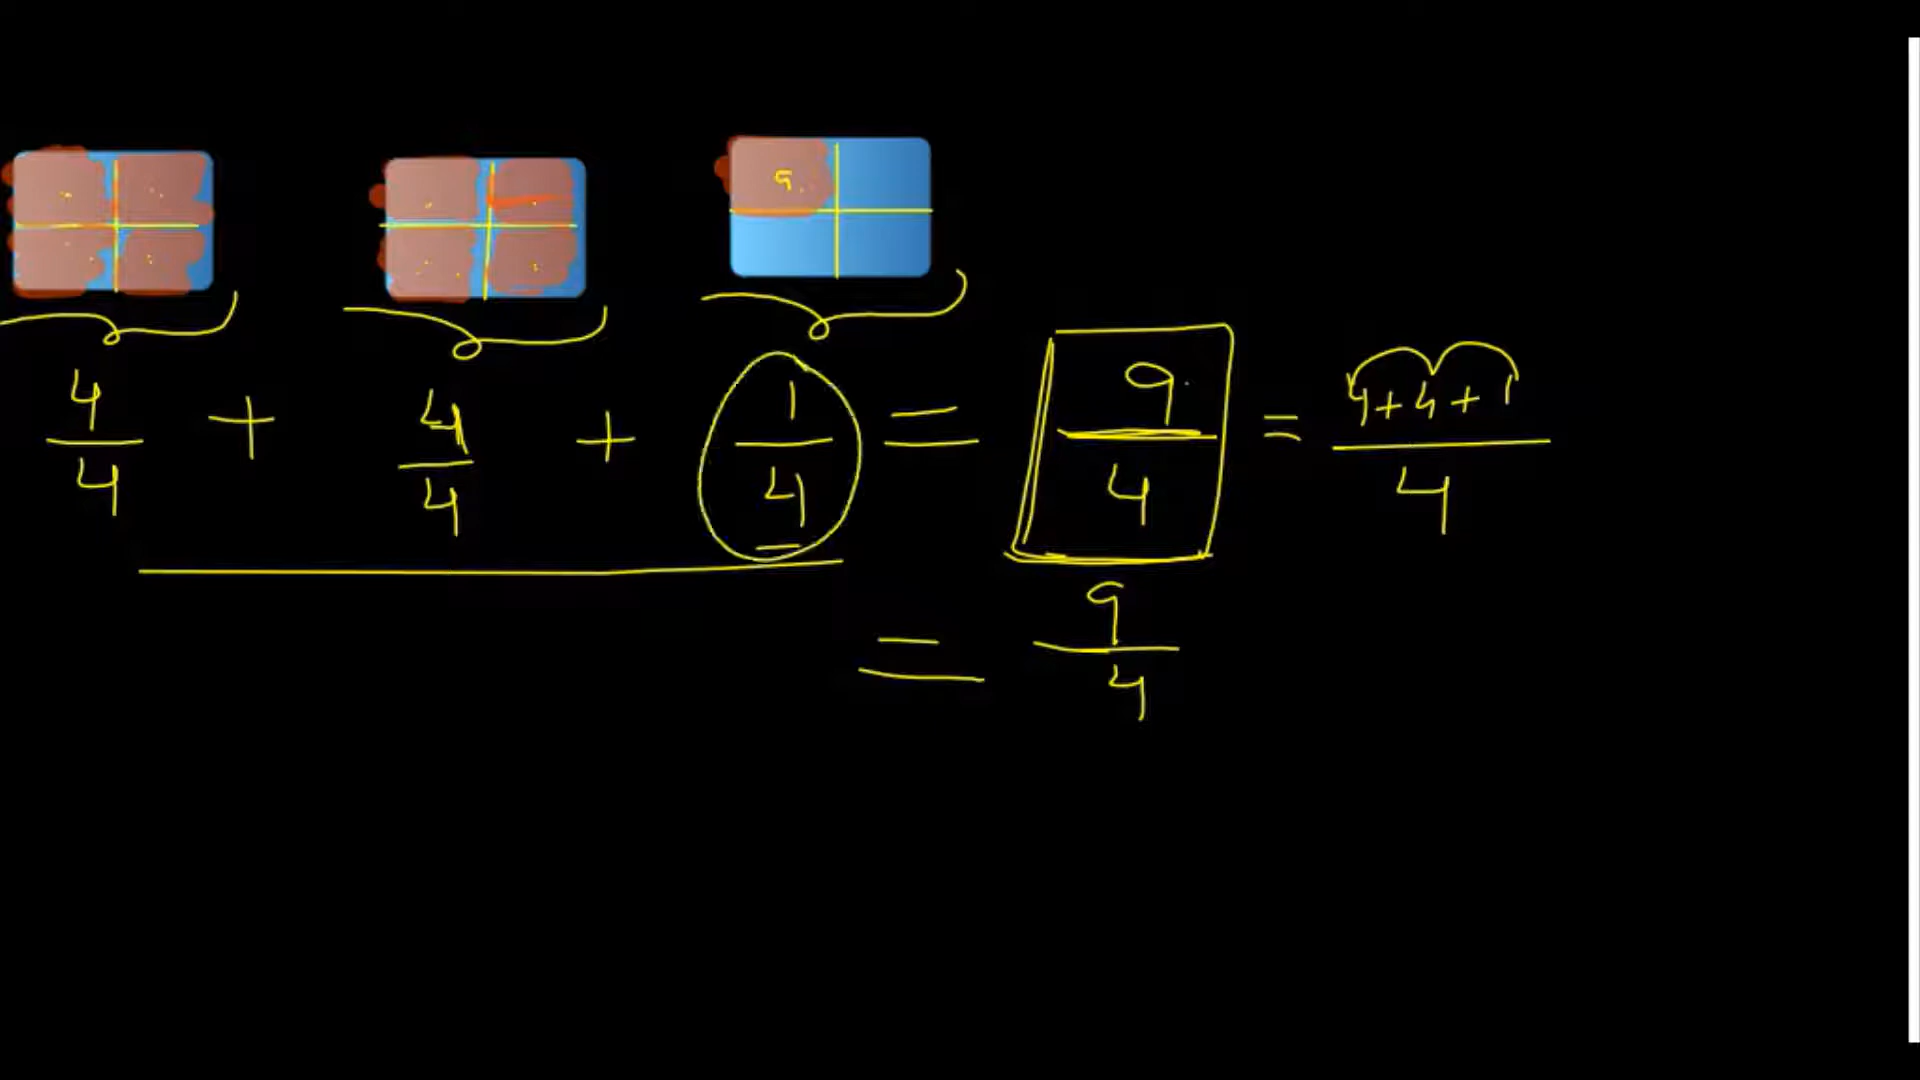 9
4/4 + 4/4 + 1/4 = 9/4 = 4+4+1/4
= 9/4